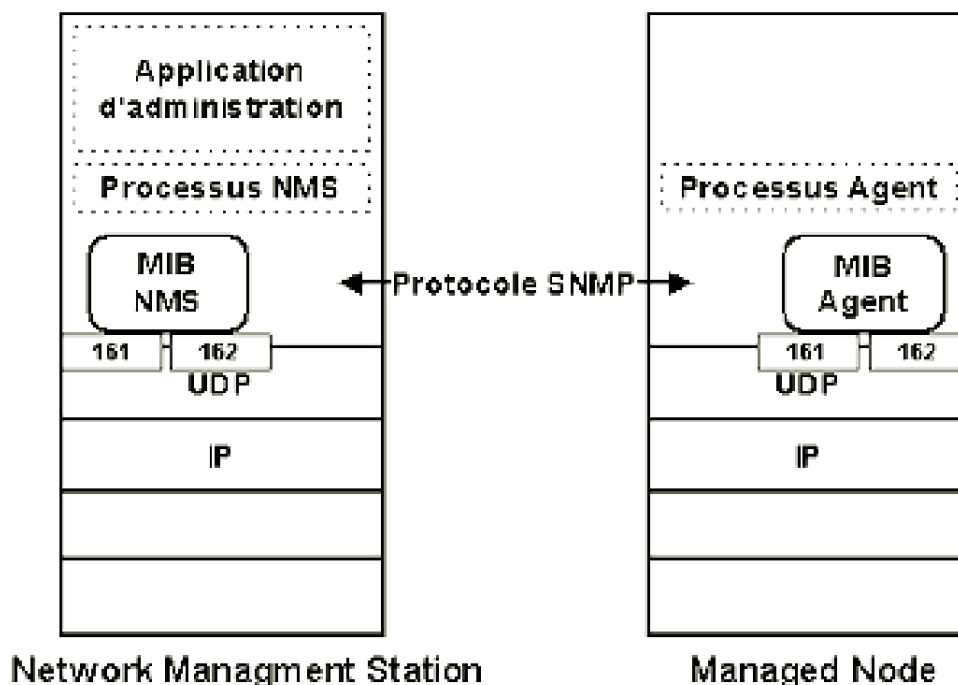 Application
d'administration
Processus NMS
Processus Agent
MIB
NMS
Protocole SNMP
MIB
Agent
161
162
161
162
UDP
UDP
IP
IP
Network Managment Station
Managed Node